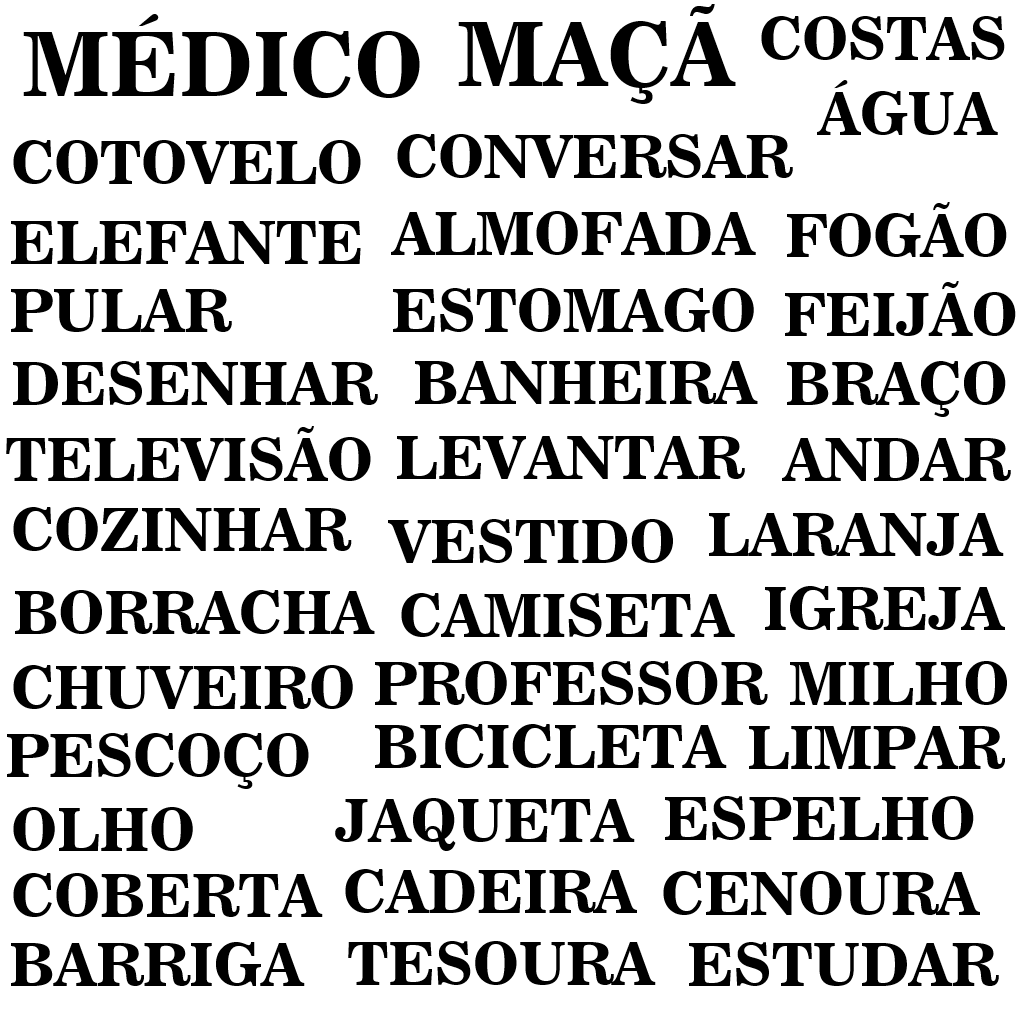 MÉDICO MAÇÃ COSTAS
ÁGUA
COTOVELO CONVERSAR
ELEFANTE ALMOFADA FOGÃO
PULAR ESTOMAGO FEIJÃO
DESENHAR BANHEIRA BRAÇO
TELEVISÃO LEVANTAR ANDAR
COZINHAR VESTIDO LARANJA
BORRACHA CAMISETA IGREJA
CHUVEIRO PROFESSOR MILHO
PESCOÇO BICICLETA LIMPAR
OLHO JAQUETA ESPELHO
COBERTA CADEIRA CENOURA
BARRIGA TESOURA ESTUDAR